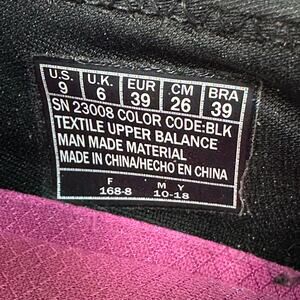 U.S. U.K. EUR CM BRA
9 6 39 26 39
SN 23008 COLOR CODE:BLK
TEXTILE UPPER BALANCE
MAN MADE MATERIAL
MADE IN CHINA/HECHO EN CHINA
F M Y
168-8 10-18